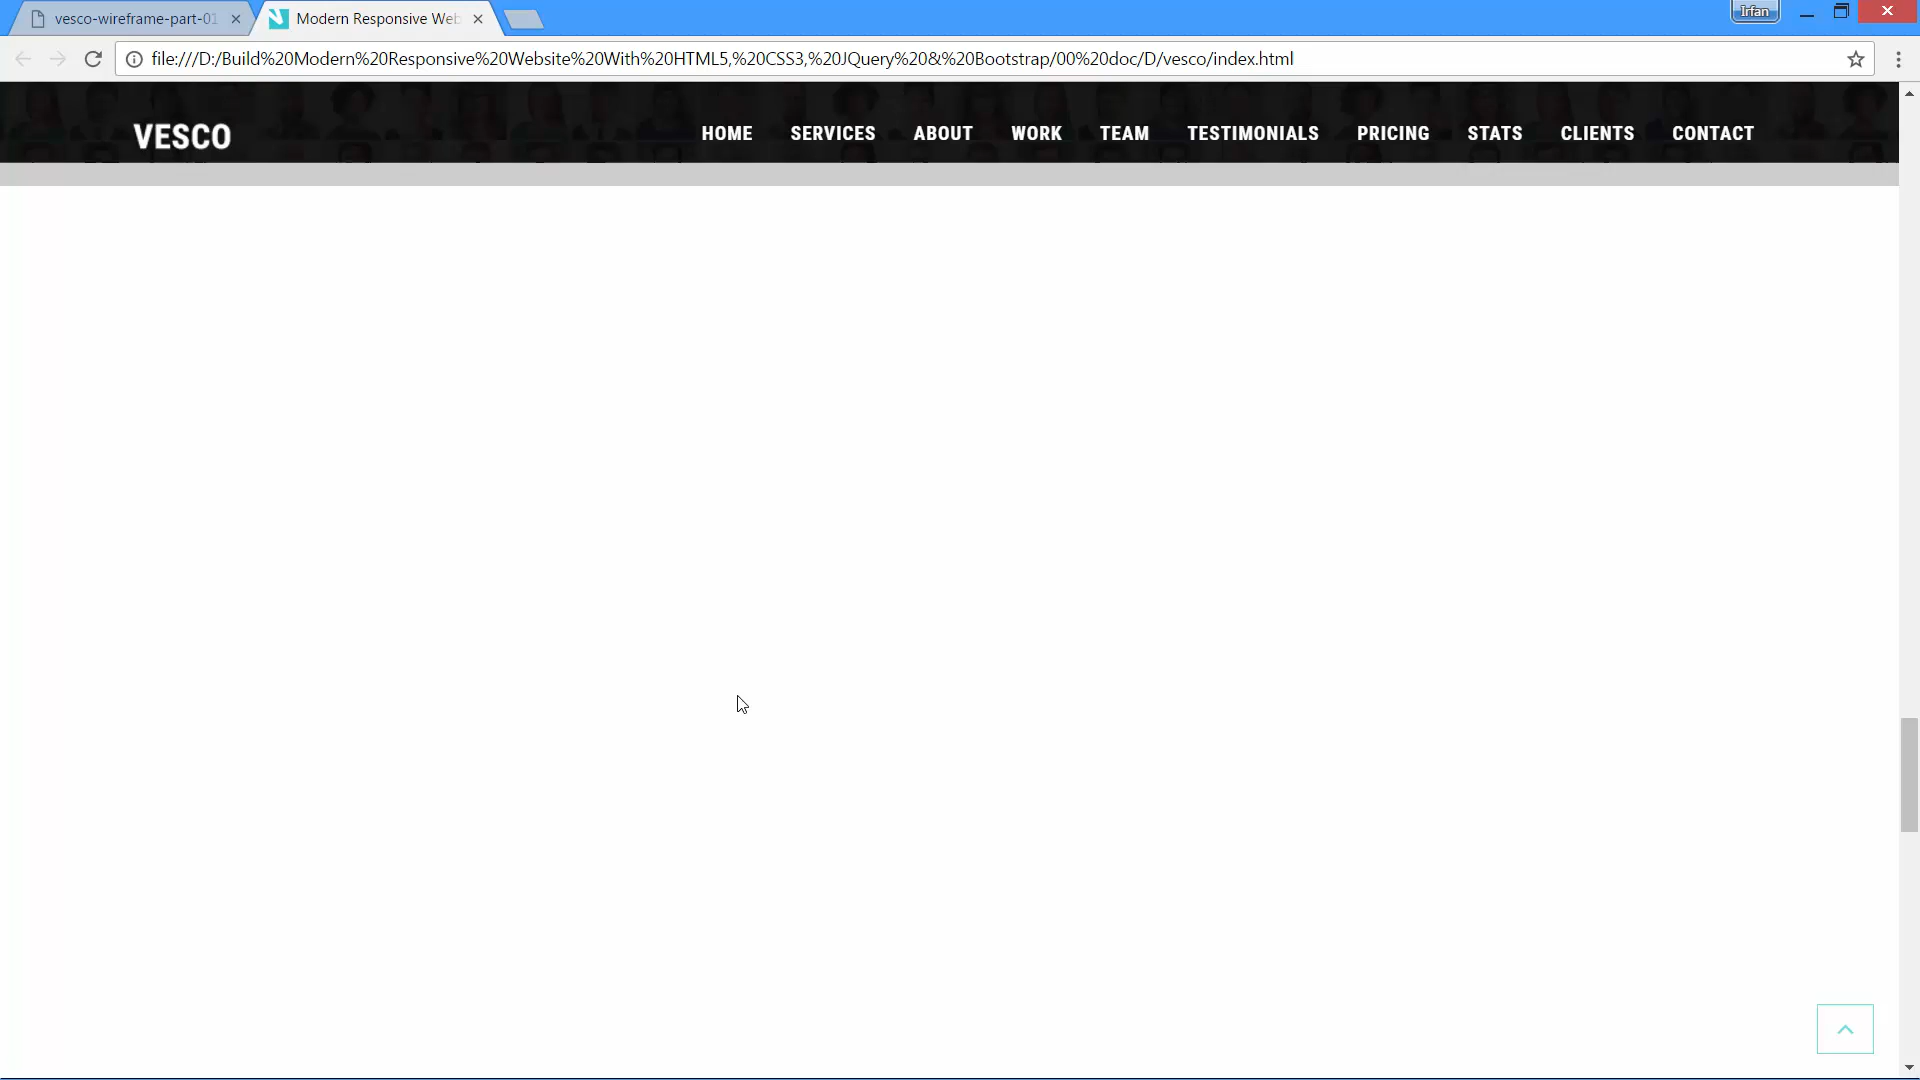 vesco-wireframe-part-01
Modern Responsive Web
Irfan
file:///D:/Build%20Modern%20Responsive%20Website%20With%20HTML5,%20CSS3,%20JQuery%20&%20Bootstrap/00%20doc/D/vesco/index.html
VESCO
HOME SERVICES ABOUT WORK TEAM TESTIMONIALS PRICING STATS CLIENTS CONTACT